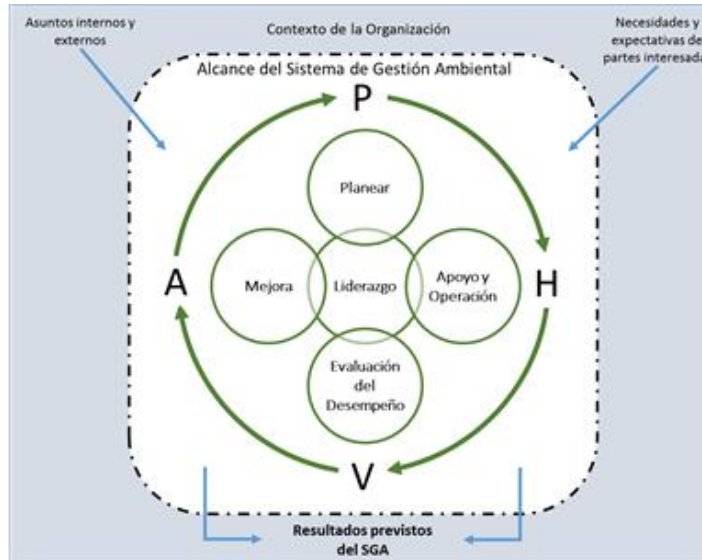 Asuntos internos y
externos
Contexto de la Organización
Necesidades y
expectativas de
partes interesada
Alcance del Sistema de Gestión Ambiental
P
Planear
A
Mejora
Liderazgo
Apoyo y
Operación
H
Evaluación
del
Desempeño
V
Resultados previstos
del SGA